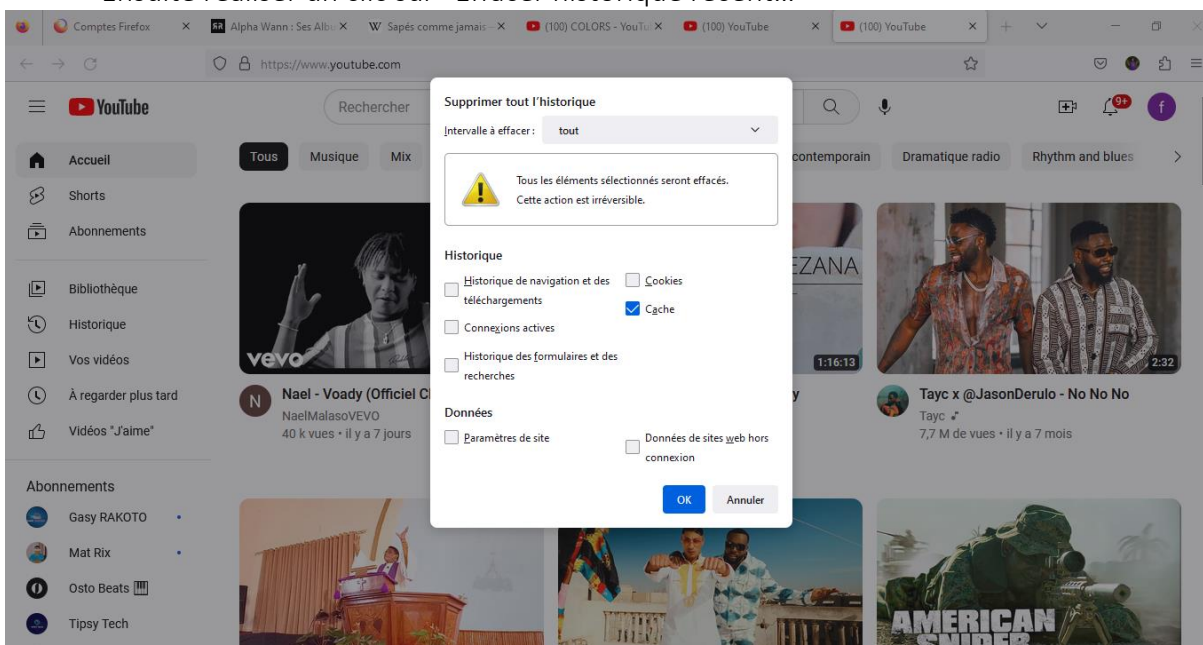 (100) COLORS - YouTu
Comptes Firefox
Alpha Wann : Ses Alb
Sapés comme jamais
(100) YouTube
(100) YouTube
https://www.youtube.com
YouTube
Rechercher
9+
f
Accueil
Shorts
Abonnements
Bibliothèque
Historique
Vos vidéos
À regarder plus tard
Vidéos "J'aime"
Abonnements
Gasy RAKOTO
Mat Rix
Osto Beats
Tipsy Tech
Tous
Musique
Mix
contemporain
Dramatique radio
Rhythm and blues
Supprimer tout l'historique
Intervalle à effacer : tout
Tous les éléments sélectionnés seront effacés.
Cette action est irréversible.
Historique
Historique de navigation et des
téléchargements
Cookies
Cache
Connexions actives
Historique des formulaires et des
recherches
Données
Paramètres de site
Données de sites web hors
connexion
OK
Annuler
vevo
N
Nael - Voady (Officiel C
NaelMalasoVEVO
40 k vues • il y a 7 jours
EZANA
1:16:13
y
2:32
Tayc x @JasonDerulo - No No No
Tayc
7,7 M de vues • il y a 7 mois
AMERICAN
SNIPER